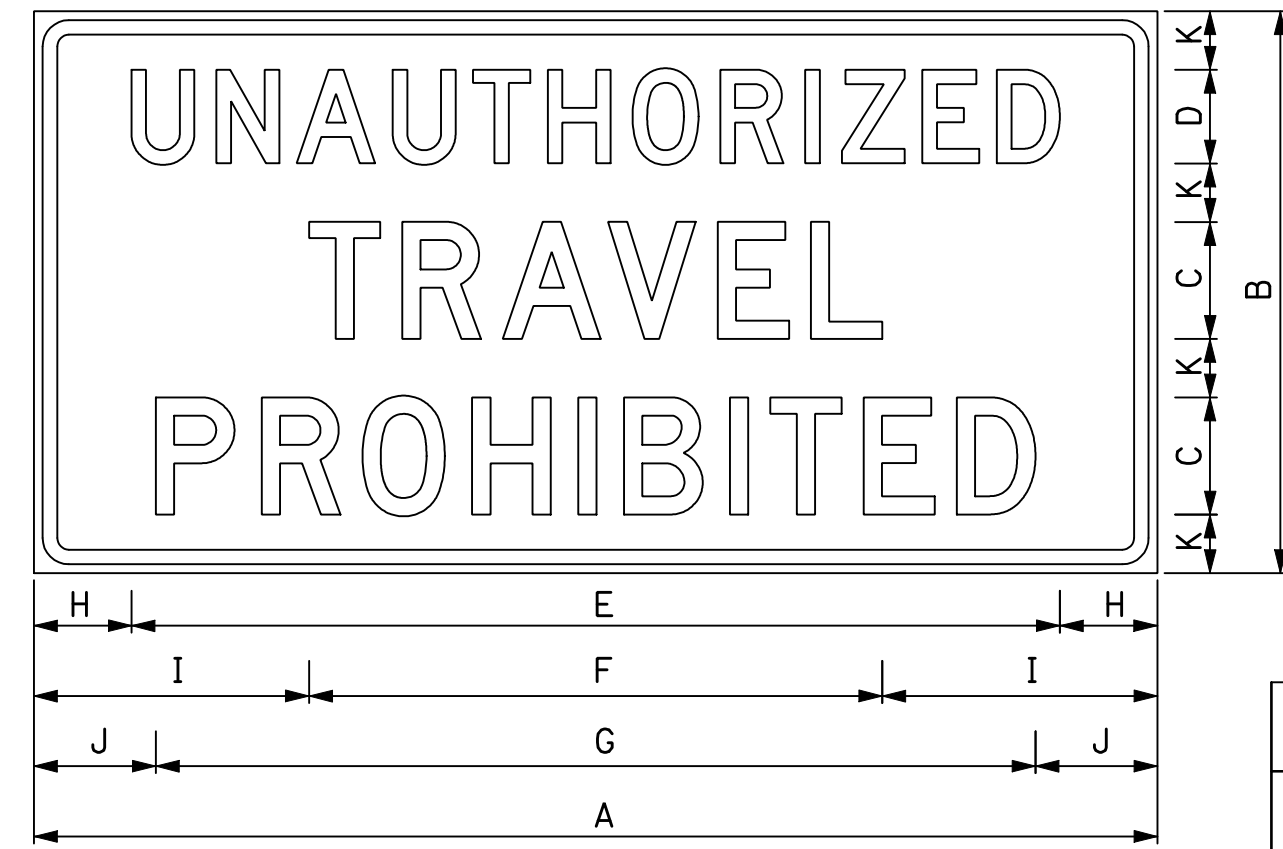 UNAUTHORIZED
TRAVEL
PROHIBITED
K
D
K
C
K
C
K
B
H E H
I F I
J G J
A